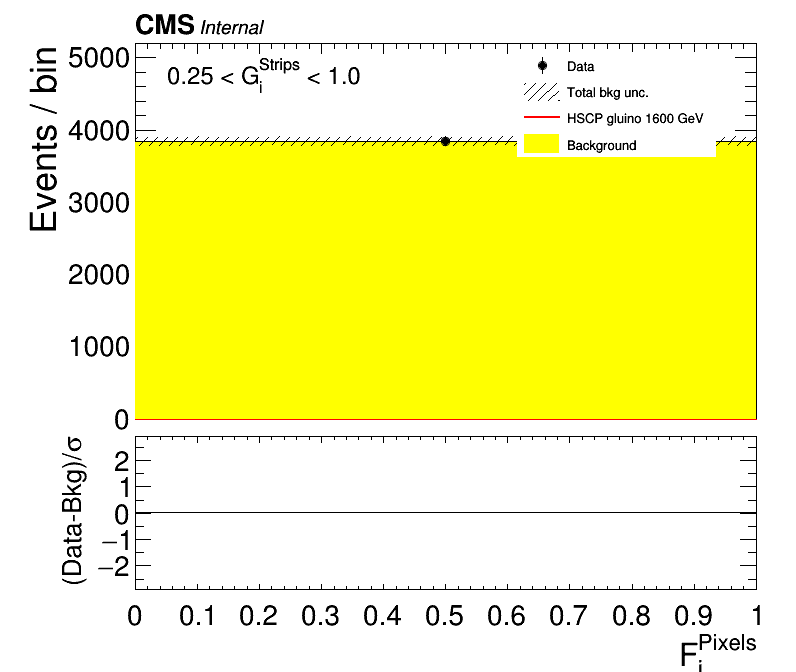 CMS Internal
0.25 < G_i^Strips < 1.0
Data
Total bkg unc.
HSCP gluino 1600 GeV
Background
Events / bin
5000
4000
3000
2000
1000
0
(Data-Bkg)/σ
2
1
0
−1
−2
0 0.1 0.2 0.3 0.4 0.5 0.6 0.7 0.8 0.9 1
F_i^Pixels